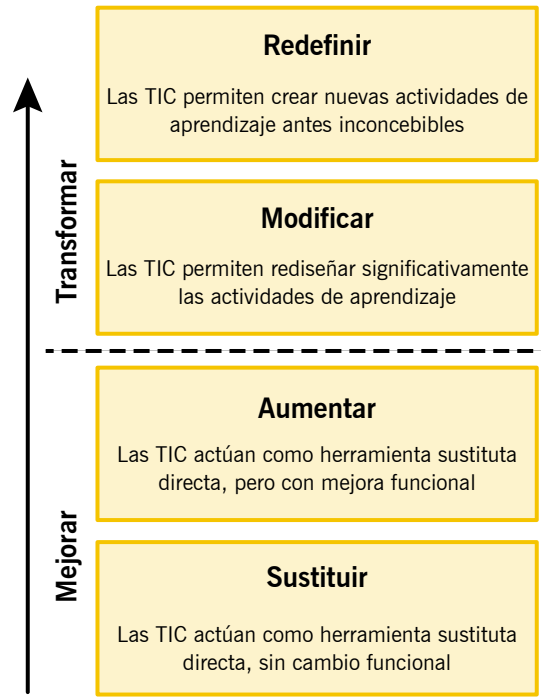 Redefinir
Las TIC permiten crear nuevas actividades de
aprendizaje antes inconcebibles
Transformar
Modificar
Las TIC permiten rediseñar significativamente
las actividades de aprendizaje
Aumentar
Las TIC actúan como herramienta sustituta
directa, pero con mejora funcional
Mejorar
Sustituir
Las TIC actúan como herramienta sustituta
directa, sin cambio funcional